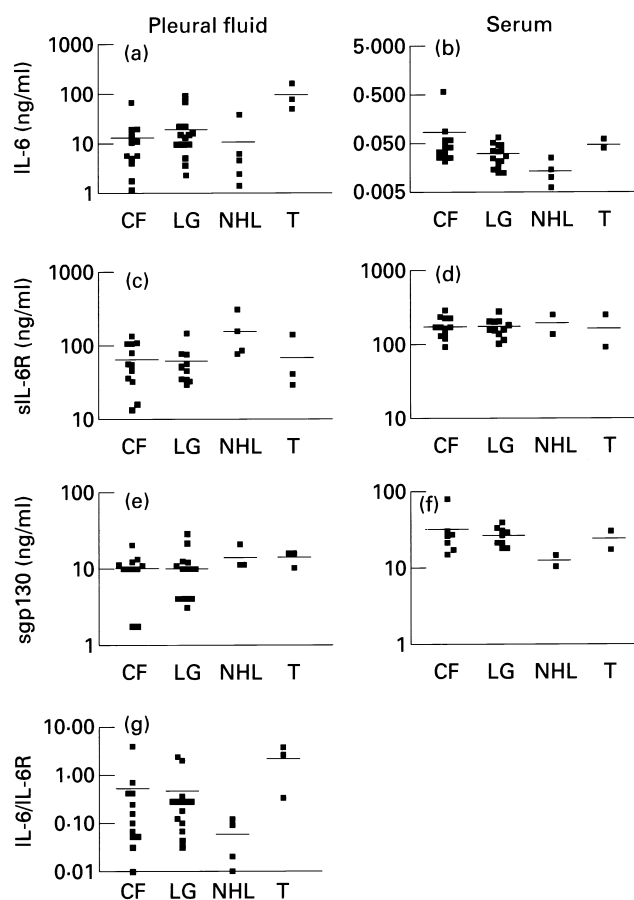 Pleural fluid
Serum
(a)
IL-6 (ng/ml)
1000
100
10
1
CF LG NHL T
(b)
5·000
0·500
0·050
0·005
CF LG NHL T
(c)
sIL-6R (ng/ml)
1000
100
10
CF LG NHL T
(d)
1000
100
10
CF LG NHL T
(e)
sgp130 (ng/ml)
100
10
1
CF LG NHL T
(f)
100
10
1
CF LG NHL T
(g)
IL-6/IL-6R
10·00
1·00
0·10
0·01
CF LG NHL T